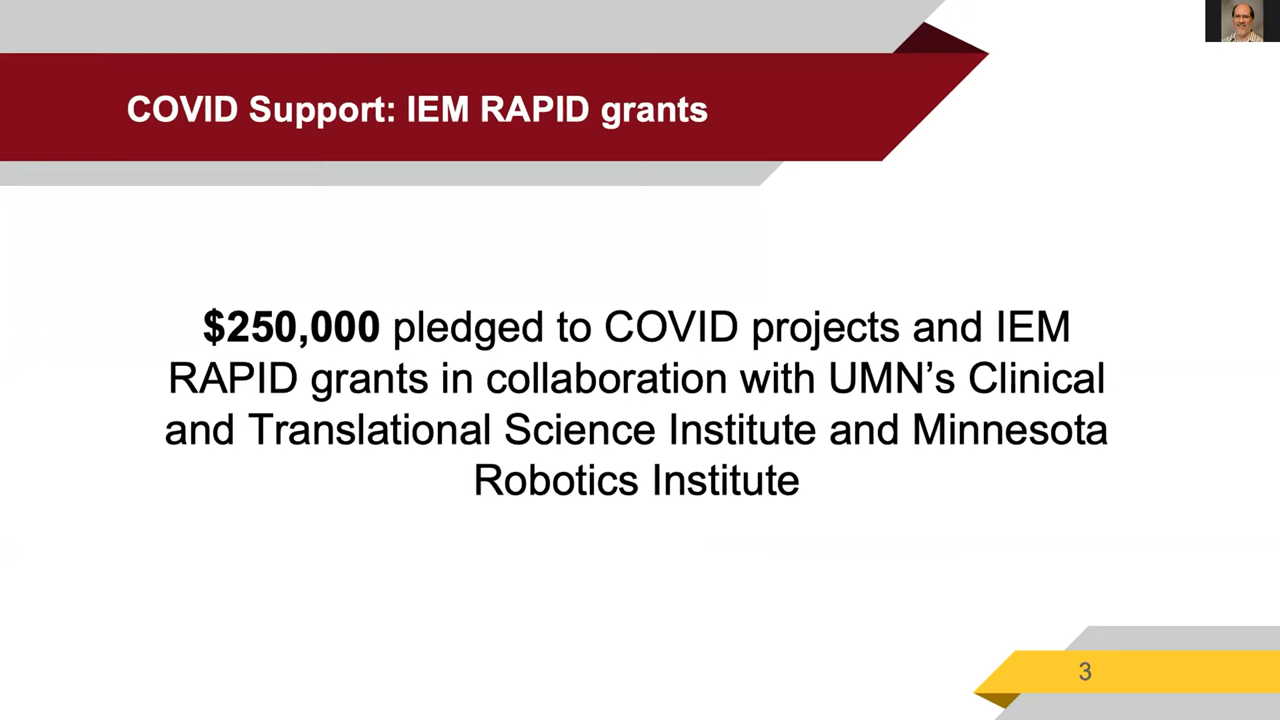 COVID Support: IEM RAPID grants
$250,000 pledged to COVID projects and IEM
RAPID grants in collaboration with UMN’s Clinical
and Translational Science Institute and Minnesota
Robotics Institute
3